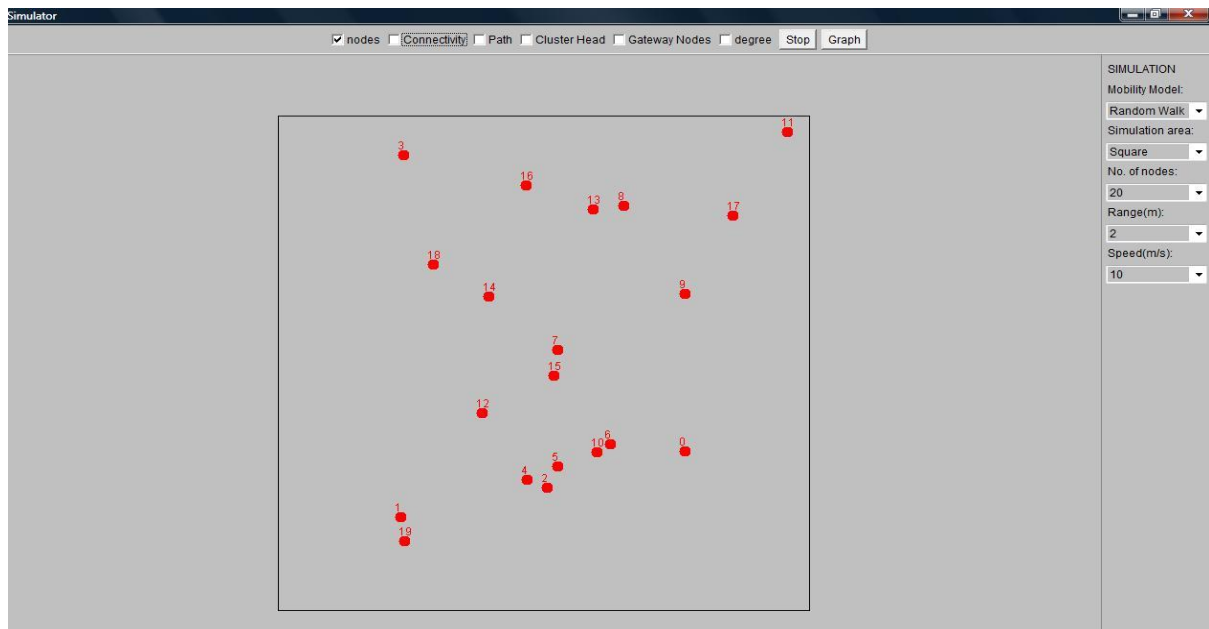 Simulator
nodes Connectivity Path Cluster Head Gateway Nodes degree Stop Graph
SIMULATION
Mobility Model:
Random Walk
Simulation area:
Square
No. of nodes:
20
Range(m):
2
Speed(m/s):
10
11
3
16
13
8
17
18
14
9
7
15
12
6
10
0
5
4
2
1
19